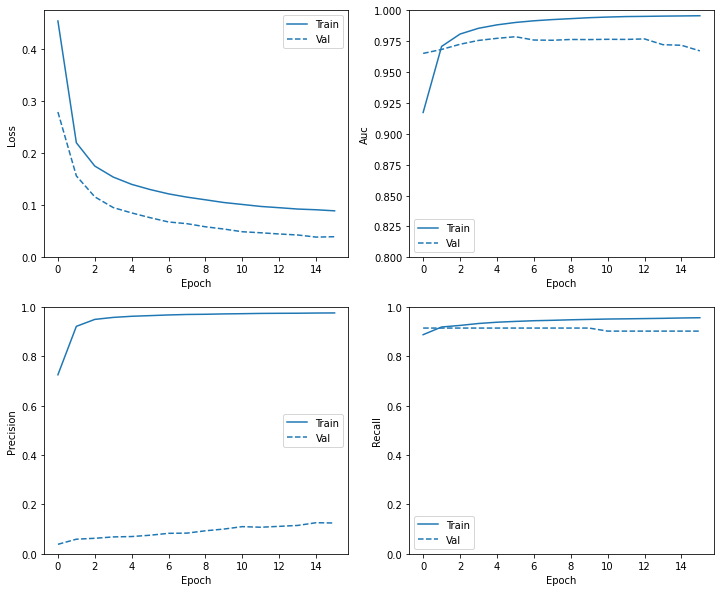 0.4
0.3
0.2
0.1
0.0
Loss
0 2 4 6 8 10 12 14
Epoch
Train
Val
1.000
0.975
0.950
0.925
0.900
0.875
0.850
0.825
0.800
Auc
0 2 4 6 8 10 12 14
Epoch
Train
Val
1.0
0.8
0.6
0.4
0.2
0.0
Precision
0 2 4 6 8 10 12 14
Epoch
Train
Val
1.0
0.8
0.6
0.4
0.2
0.0
Recall
0 2 4 6 8 10 12 14
Epoch
Train
Val